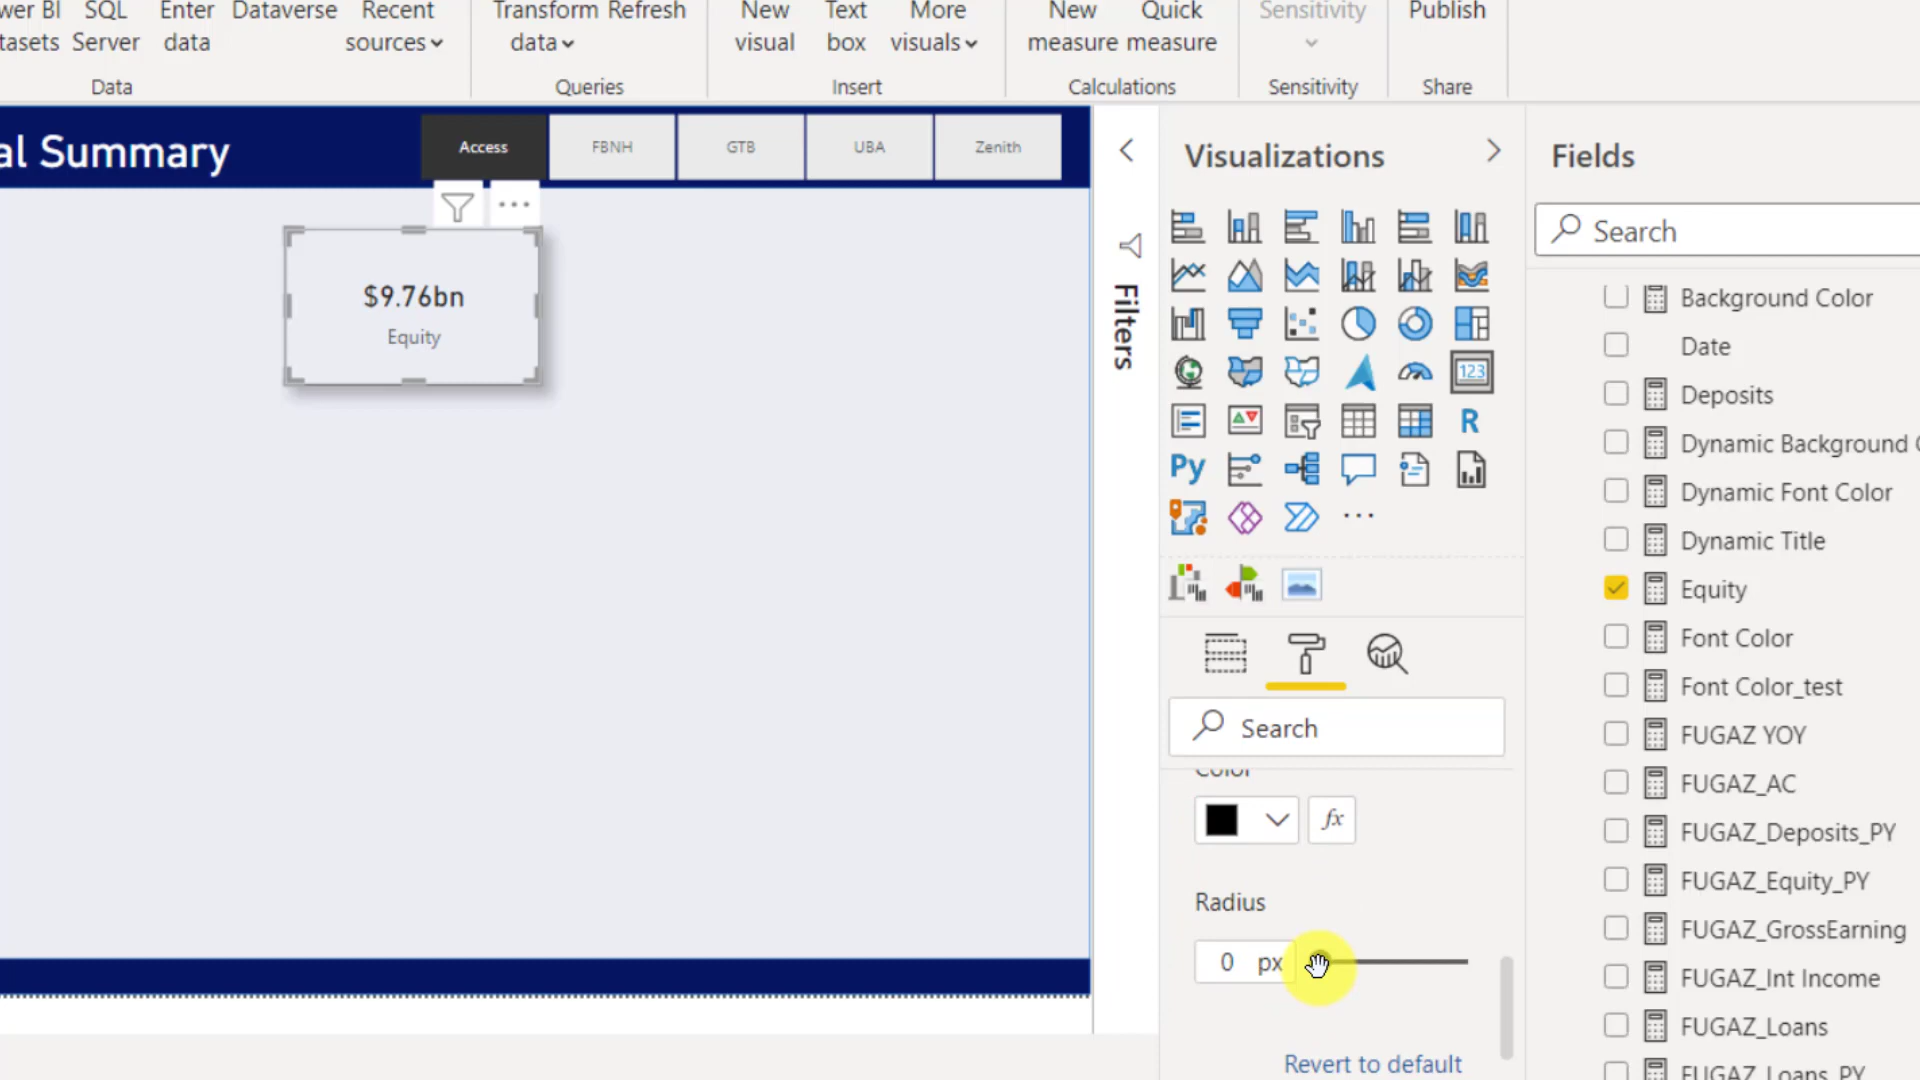 wer BI SQL Enter Dataverse Recent Transform Refresh New Text More New Quick Sensitivity Publish
tasets Server data sources data visual box visuals measure measure
Data Queries Insert Calculations Sensitivity Share
al Summary
Access FBNH GTB UBA Zenith
$9.76bn
Equity
Filters
Visualizations
123
R
Py
Search
Color
fx
Radius
0 px
Revert to default
Fields
Search
Background Color
Date
Deposits
Dynamic Background C
Dynamic Font Color
Dynamic Title
Equity
Font Color
Font Color_test
FUGAZ YOY
FUGAZ_AC
FUGAZ_Deposits_PY
FUGAZ_Equity_PY
FUGAZ_GrossEarning
FUGAZ_Int Income
FUGAZ_Loans
FUGAZ_Loans_PY